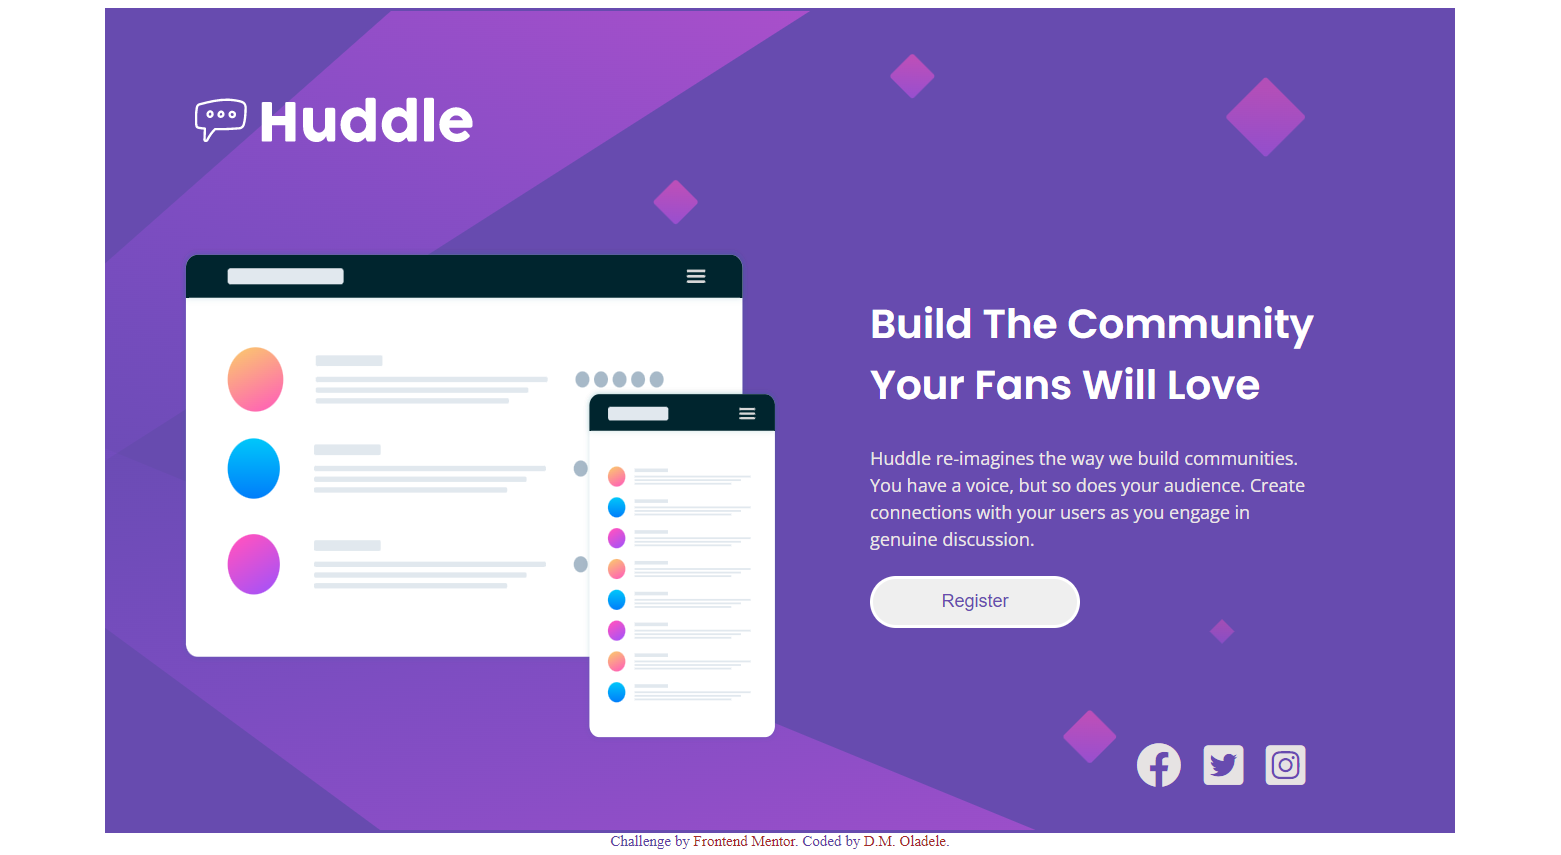 Huddle
Build The Community
Your Fans Will Love
Huddle re-imagines the way we build communities.
You have a voice, but so does your audience. Create
connections with your users as you engage in
genuine discussion.
Register
Challenge by Frontend Mentor. Coded by D.M. Oladele.